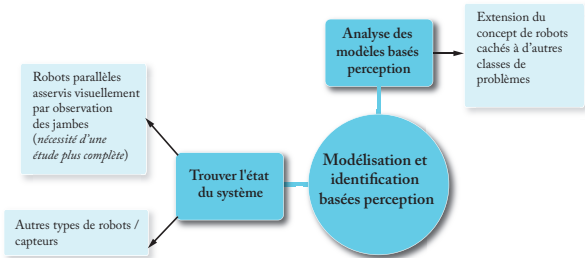 Analyse des
modèles basés
perception
Extension du
concept de robots
cachés à d'autres
classes de
problèmes
Robots parallèles
asservis visuellement
par observation
des jambes
(nécessité d'une
étude plus complète)
Trouver l'état
du système
Modélisation et
identification
basées perception
Autres types de robots /
capteurs